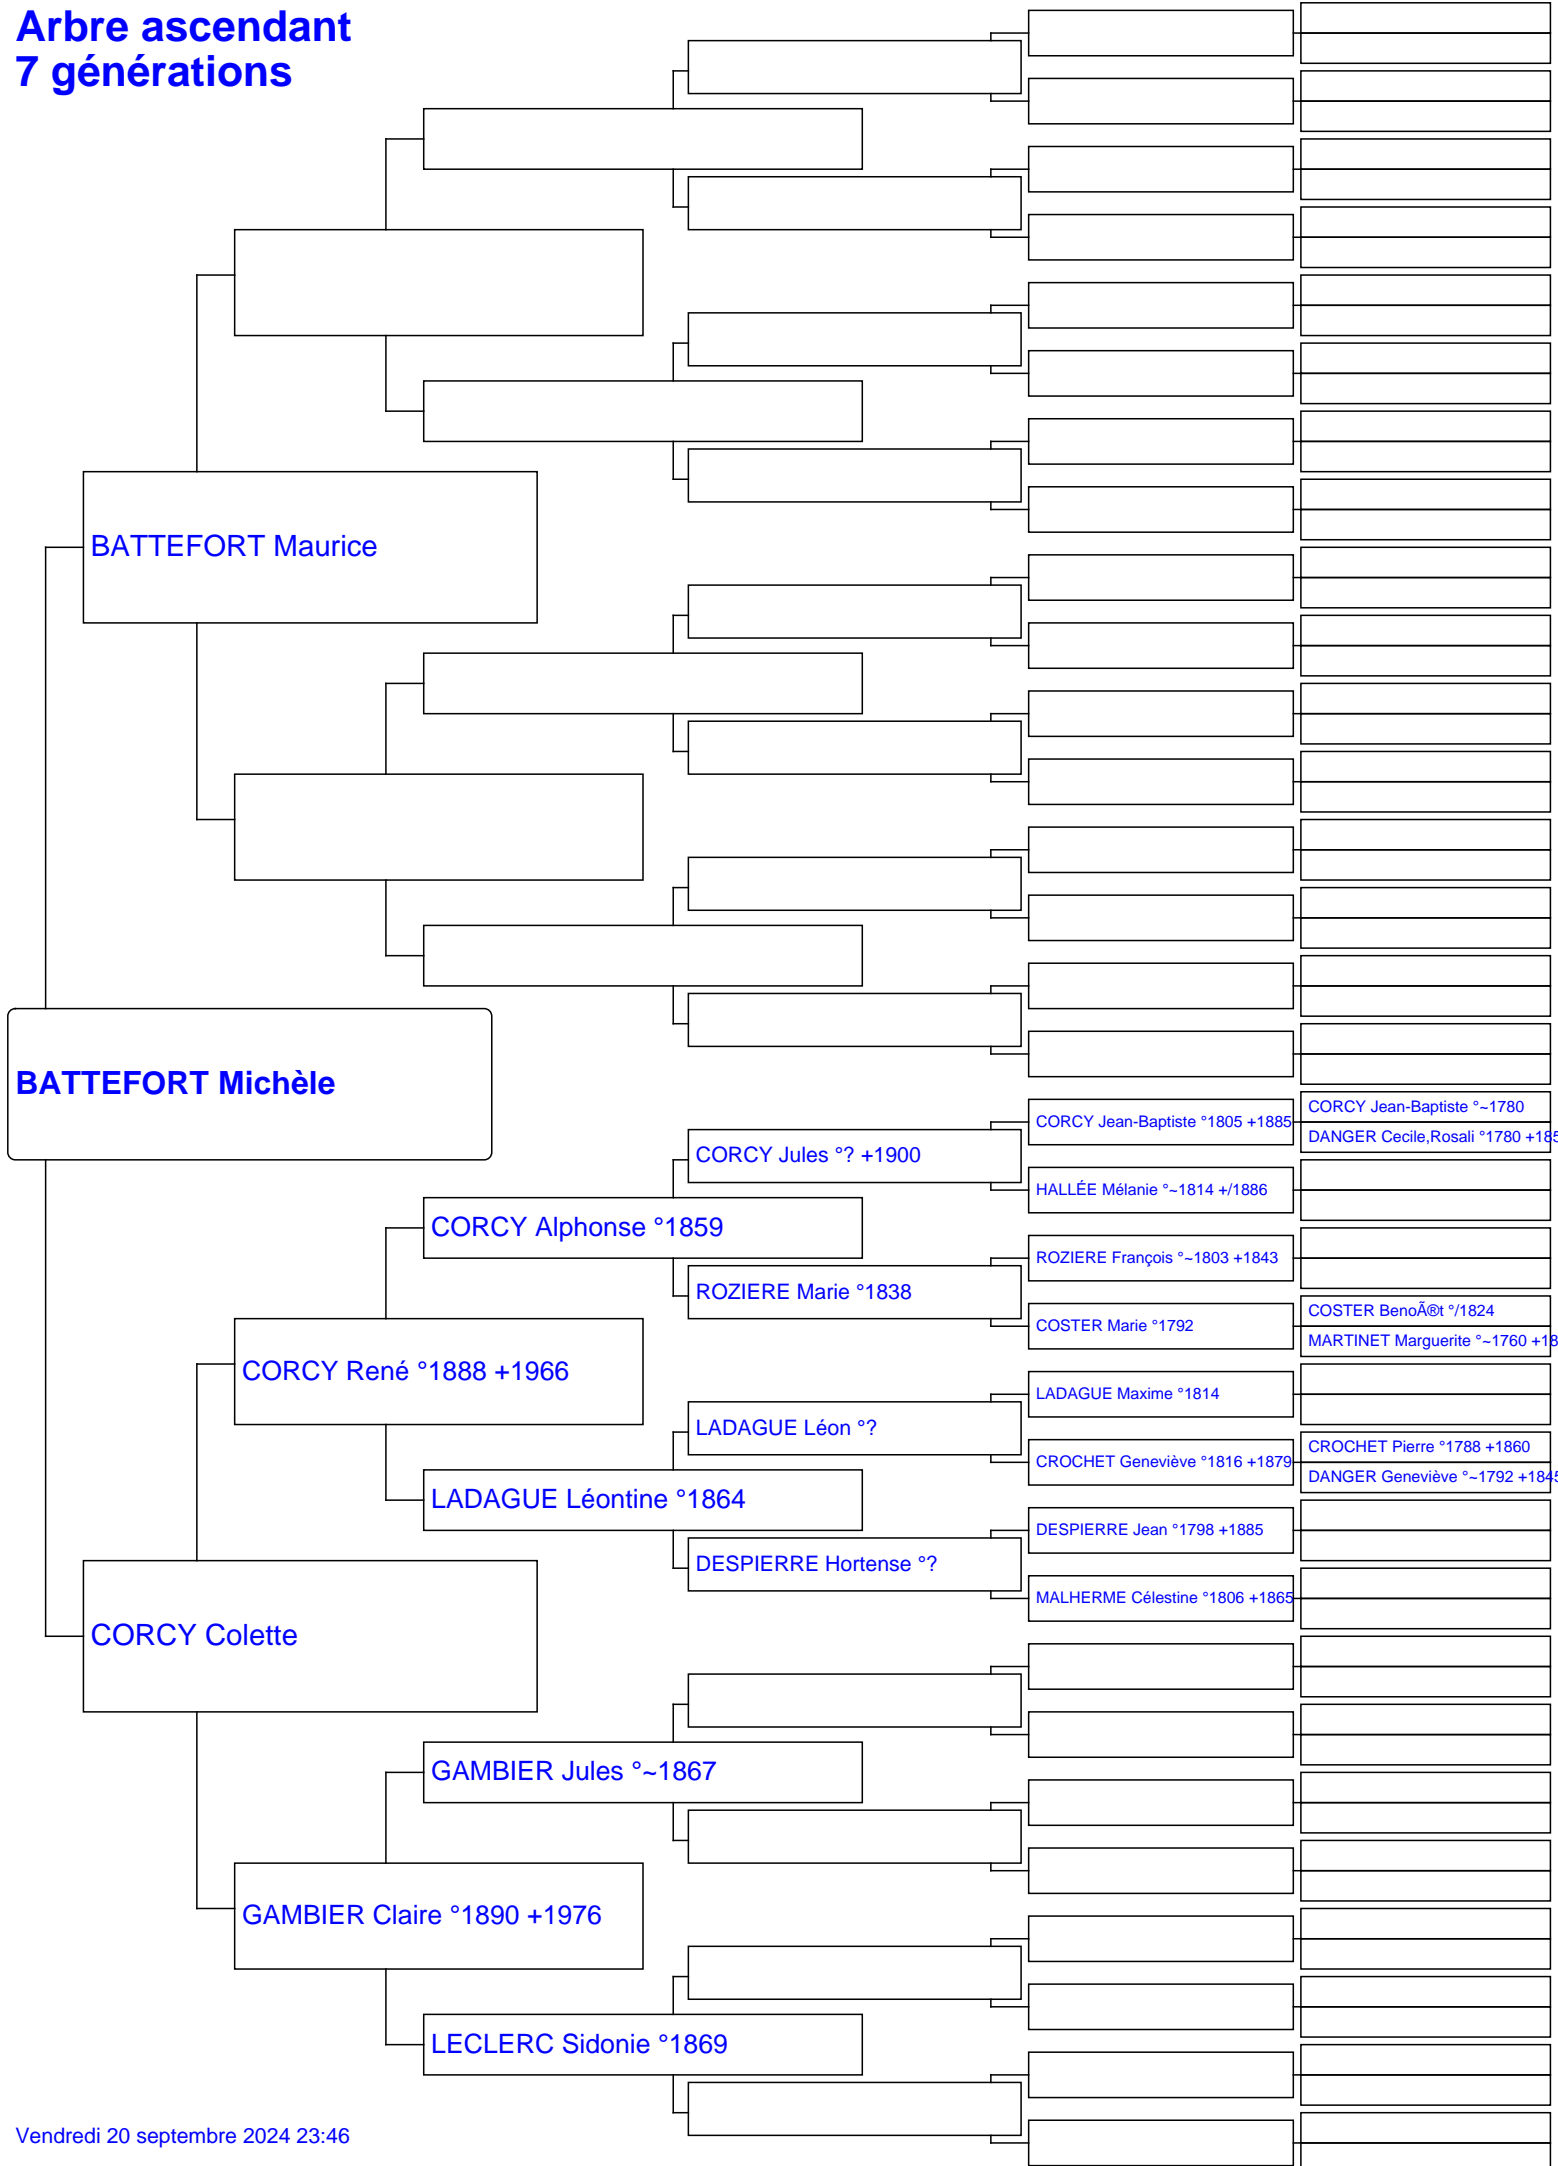 Arbre ascendant
7 générations
BATTEFORT Maurice
BATTEFORT Michèle
CORCY Jean-Baptiste °~1780
CORCY Jean-Baptiste °1805 +1885
DANGER Cecile,Rosali °1780 +185
CORCY Jules °? +1900
HALLÉE Mélanie °~1814 +/1886
CORCY Alphonse °1859
ROZIERE François °~1803 +1843
ROZIERE Marie °1838
COSTER BenoÃ®t °/1824
COSTER Marie °1792
MARTINET Marguerite °~1760 +18
CORCY René °1888 +1966
LADAGUE Maxime °1814
LADAGUE Léon °?
CROCHET Pierre °1788 +1860
CROCHET Geneviève °1816 +1879
DANGER Geneviève °~1792 +1845
LADAGUE Léontine °1864
DESPIERRE Jean °1798 +1885
DESPIERRE Hortense °?
MALHERME Célestine °1806 +1865
CORCY Colette
GAMBIER Jules °~1867
GAMBIER Claire °1890 +1976
LECLERC Sidonie °1869
Vendredi 20 septembre 2024 23:46